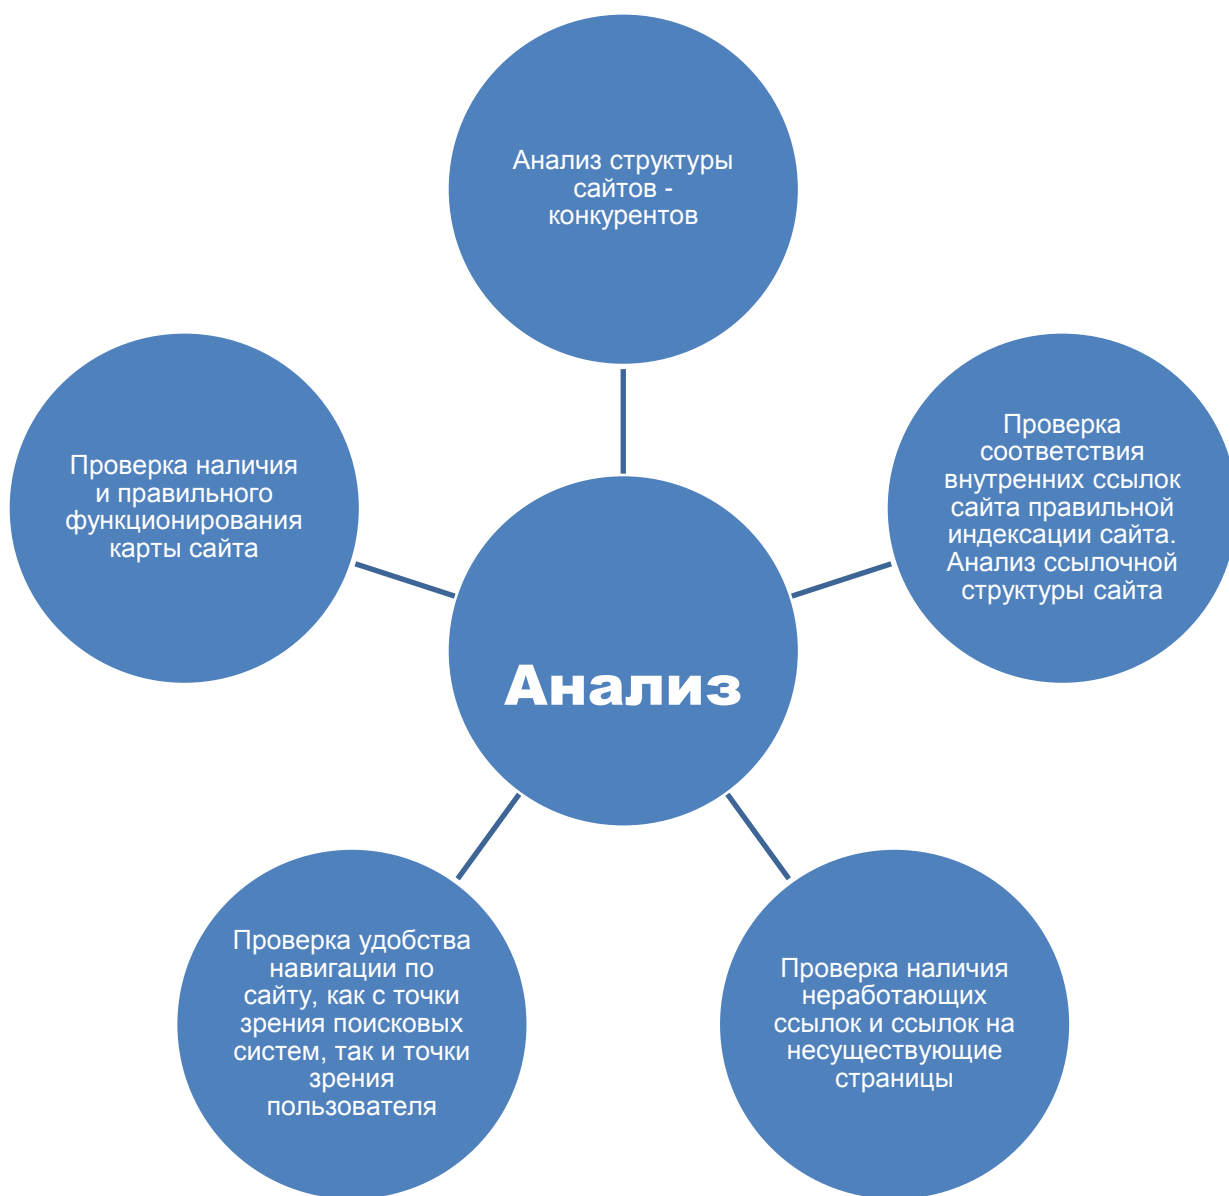 Анализ структуры
сайтов -
конкурентов
Проверка наличия
и правильного
функционирования
карты сайта
Проверка
соответствия
внутренних ссылок
сайта правильной
индексации сайта.
Анализ ссылочной
структуры сайта
Анализ
Проверка удобства
навигации по
сайту, как с точки
зрения поисковых
систем, так и точки
зрения
пользователя
Проверка наличия
неработающих
ссылок и ссылок на
несуществующие
страницы